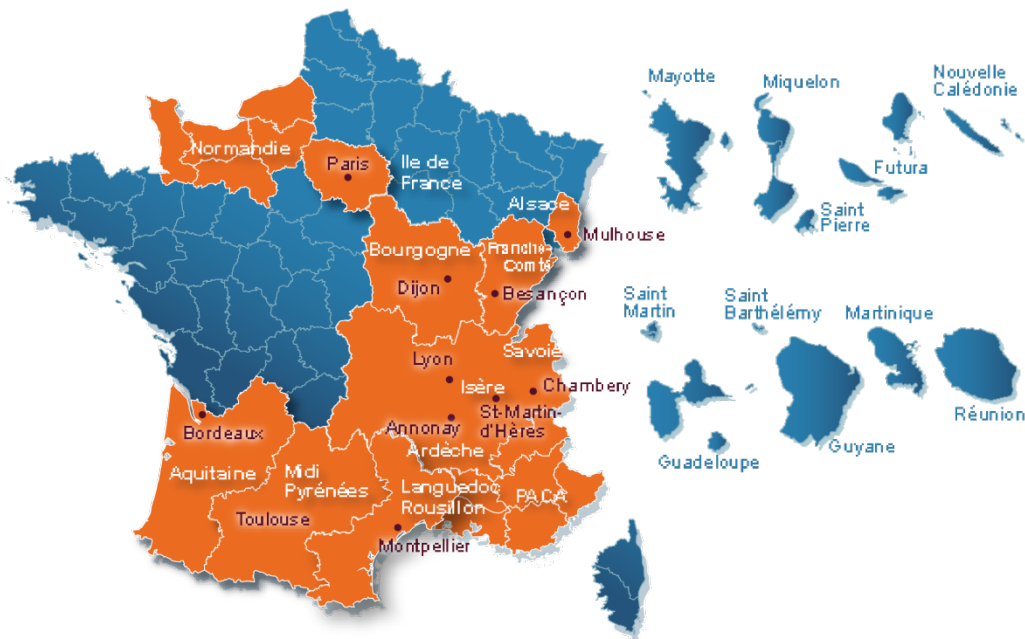 Mayotte
Miquelon
Nouvelle
Calédonie
Normandie
Paris
Ile de
France
Futura
Alsace
Saint
Pierre
Mulhouse
Bourgogne
Franche-
Comté
Dijon
Besançon
Saint
Martin
Saint
Barthélémy
Martinique
Lyon
Savoie
Isère
Chambery
St-Martin-
d'Hères
Annonay
Ardèche
Réunion
Bordeaux
Guyane
Guadeloupe
Aquitaine
Midi
Pyrénées
Languedoc
Rousillon
PACA
Toulouse
Montpellier